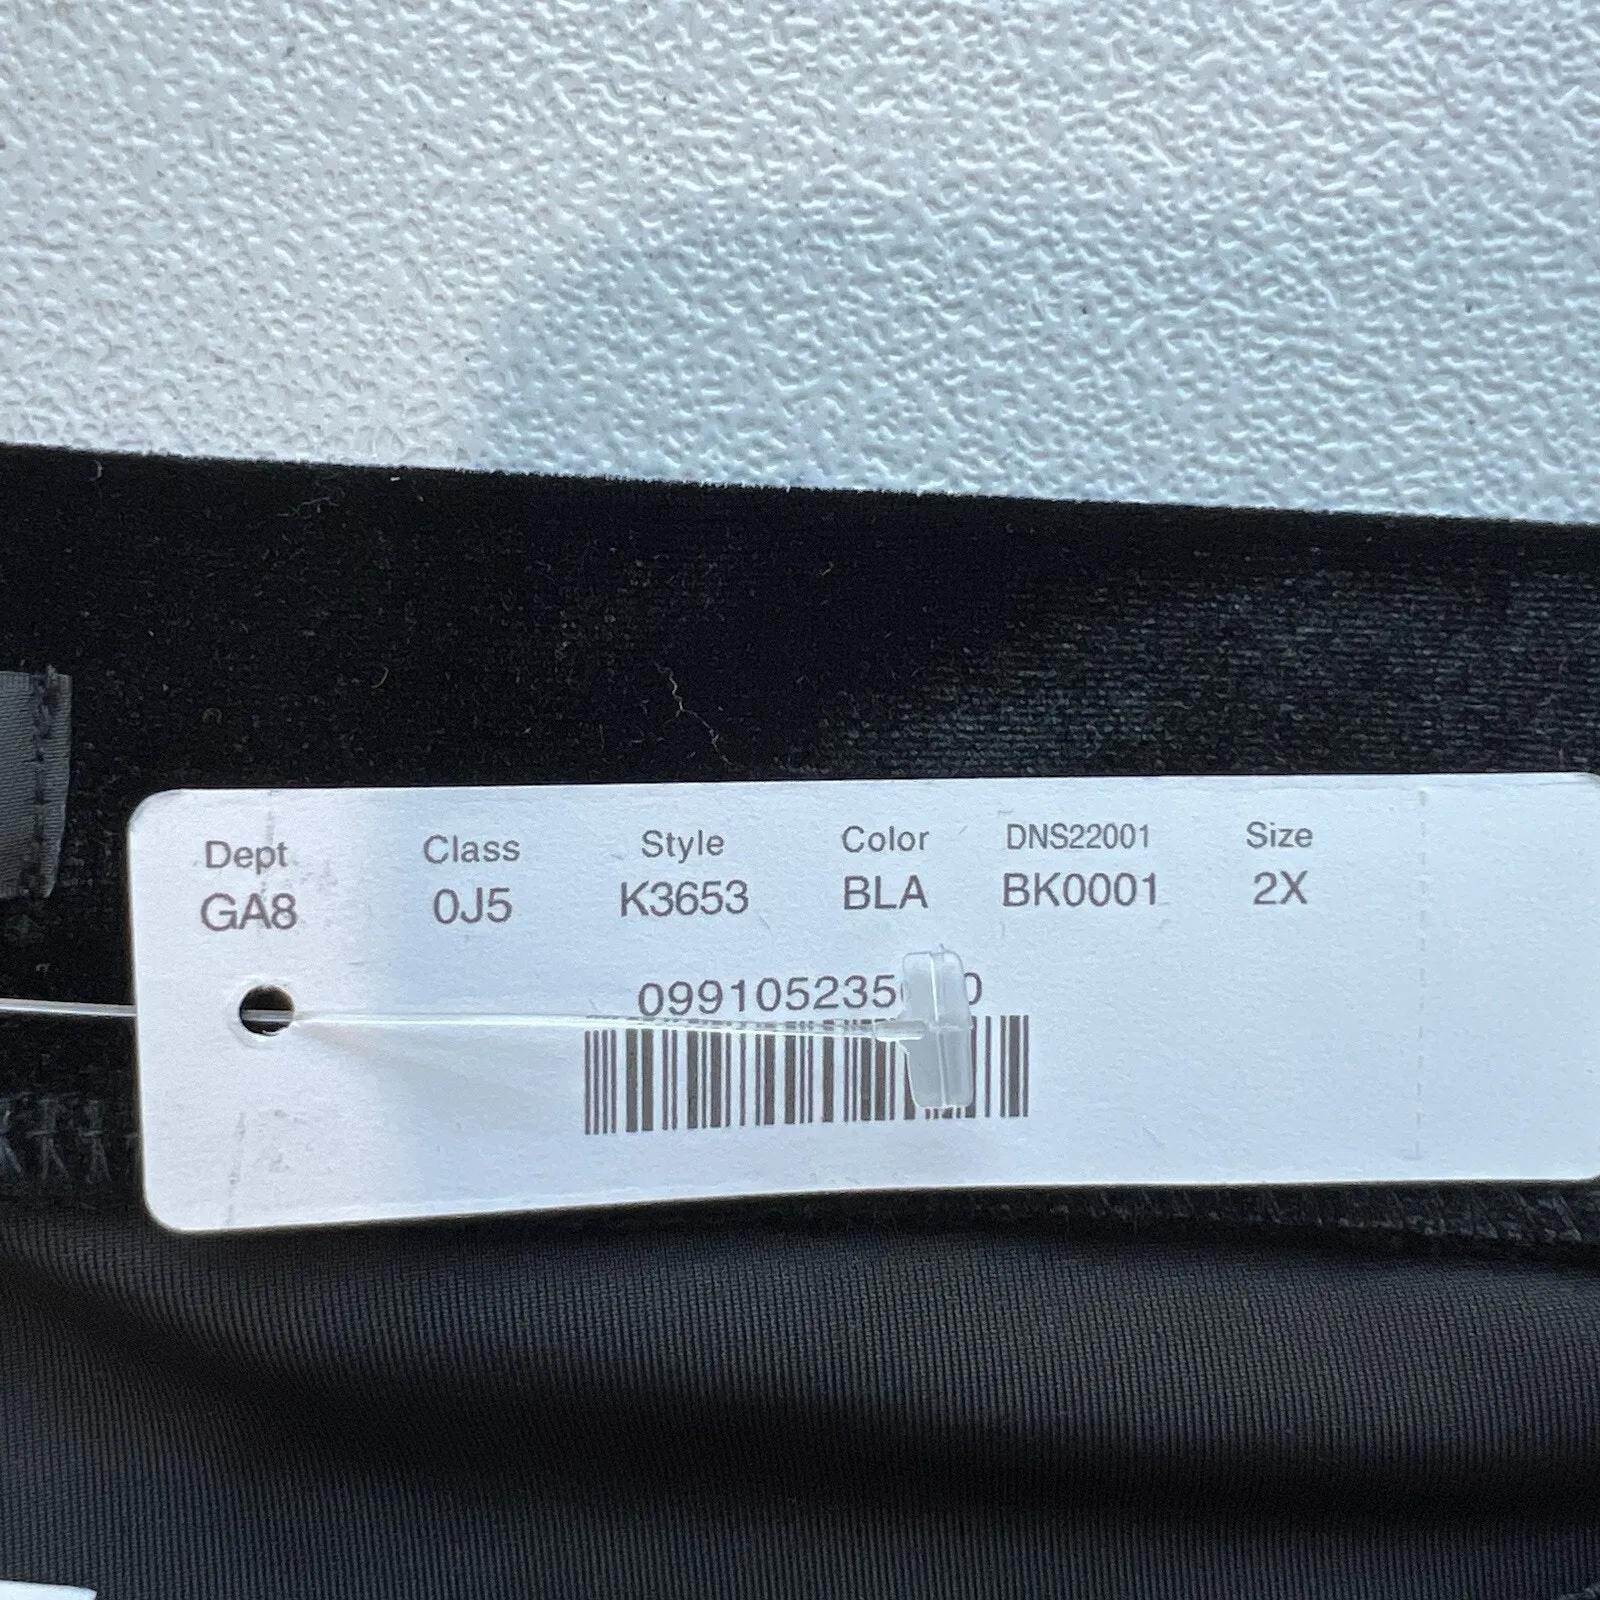 Dept Class Style Color DNS22001 Size
GA8 0J5 K3653 BLA BK0001 2X